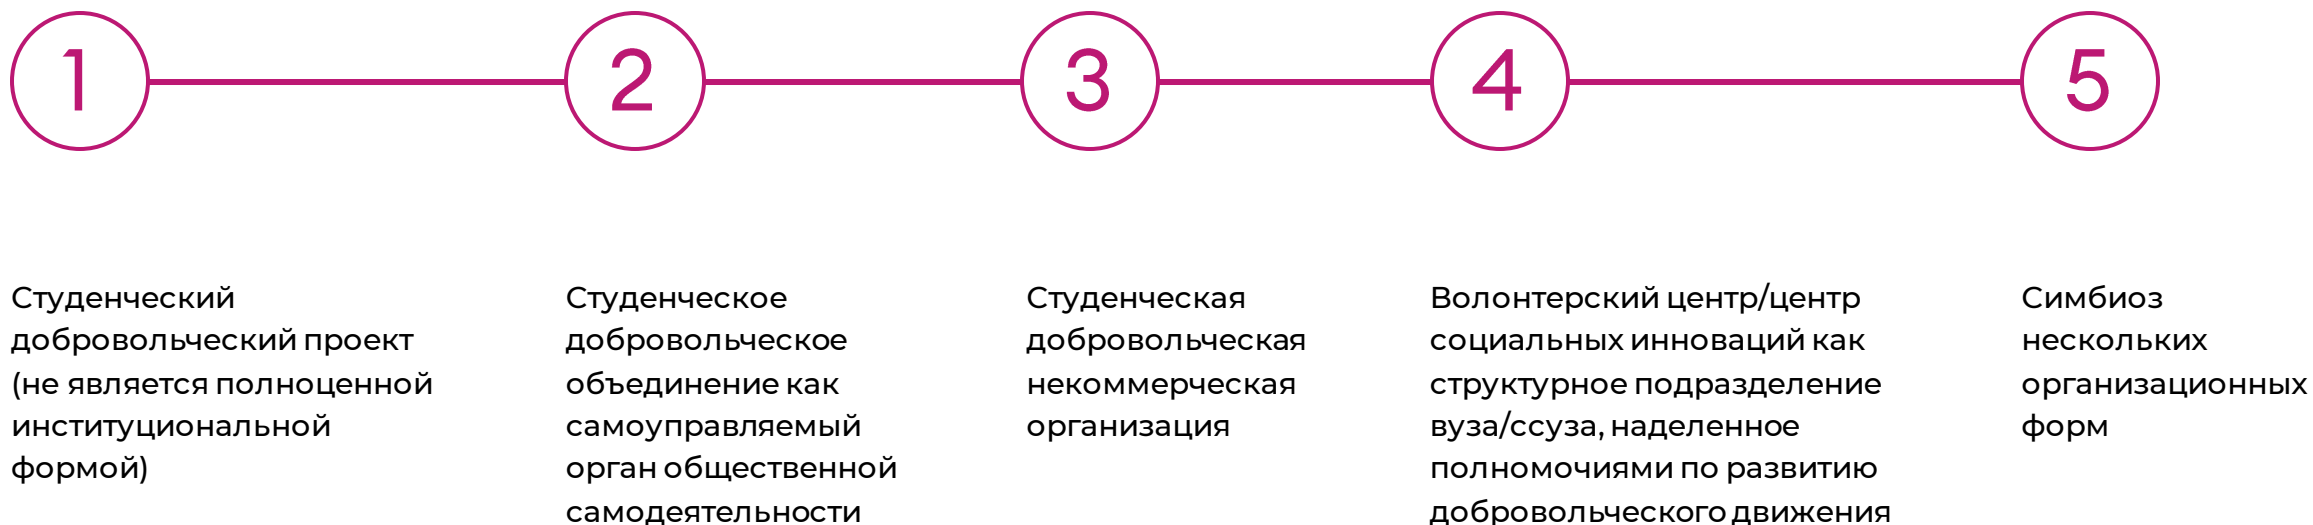 1
2
3
4
5
Студенческий
добровольческий проект
(не является полноценной
институциональной
формой)
Студенческое
добровольческое
объединение как
самоуправляемый
орган общественной
самодеятельности
Студенческая
добровольческая
некоммерческая
организация
Волонтерский центр/центр
социальных инноваций как
структурное подразделение
вуза/ссуза, наделенное
полномочиями по развитию
добровольческого движения
Симбиоз
нескольких
организационных
форм